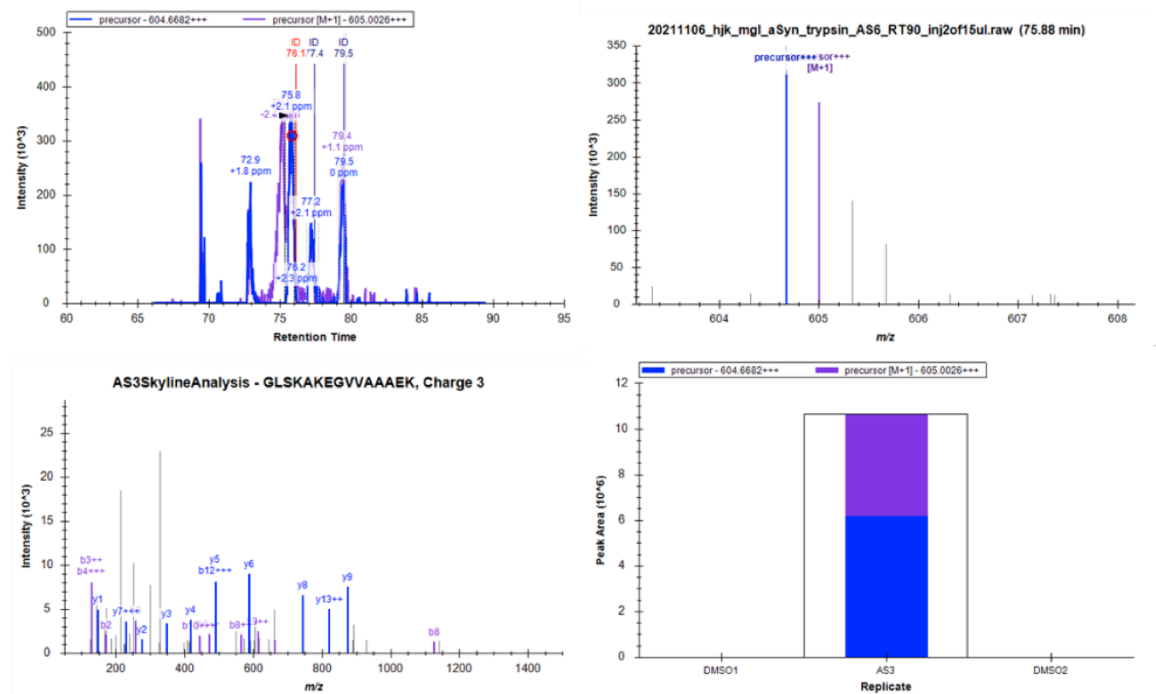 precursor - 604.6682+++ precursor [M+1] - 605.0026+++
500
400
300
200
100
0
Intensity (10^3)
ID ID ID
76.1 77.4 79.5
75.8
+2.1 ppm
-2.4
72.9
+1.8 ppm
77.2
+2.1 ppm
76.2
+2.3 ppm
79.4
+1.1 ppm
79.5
0 ppm
60 65 70 75 80 85 90 95
Retention Time
20211106_hjk_mgl_aSyn_trypsin_AS6_RT90_inj2of15ul.raw (75.88 min)
350
300
250
200
150
100
50
0
Intensity (10^3)
precursor+++ sor+++
[M+1]
604 605 606 607 608
m/z
AS3SkylineAnalysis - GLSKAKEGVVAAAEK, Charge 3
25
20
15
10
5
0
Intensity (10^3)
b3++
b4+++
y1
b2
y7+++
y2
y3
y4
y5
b12+++
y6
b8+
y8
y13++
y9
b8
200 400 600 800 1000 1200 1400
m/z
precursor - 604.6682+++ precursor [M+1] - 605.0026+++
12
10
8
6
4
2
0
Peak Area (10^6)
DMSO1 AS3 DMSO2
Replicate